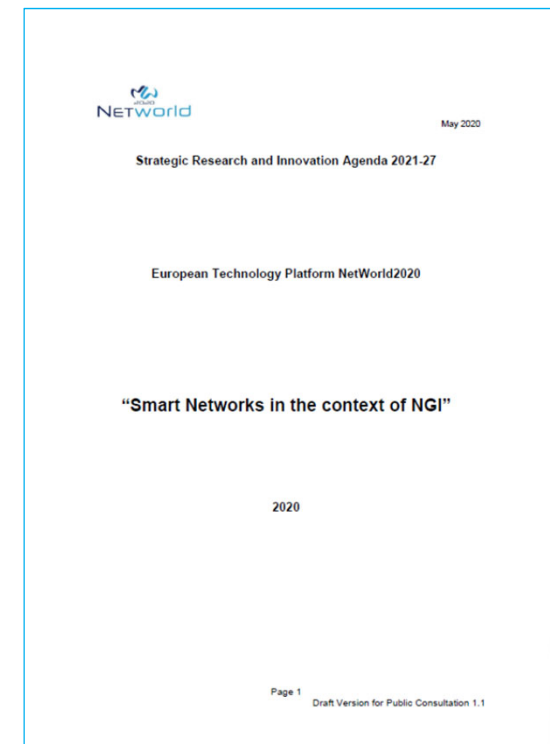 2020
NETWORLD
May 2020
Strategic Research and Innovation Agenda 2021-27
European Technology Platform NetWorld2020
“Smart Networks in the context of NGI”
2020
Page 1
Draft Version for Public Consultation 1.1